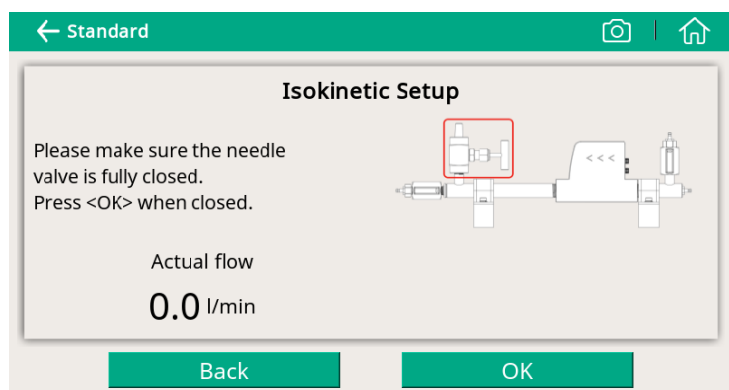 Standard
Isokinetic Setup
Please make sure the needle
valve is fully closed.
Press <OK> when closed.
<<<
Actual flow
0.0 l/min
Back
OK